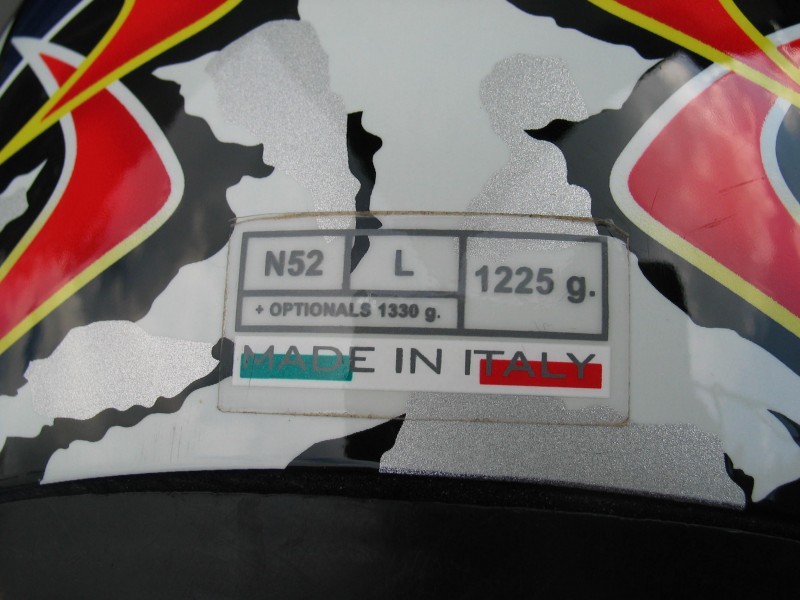 N52 L 1225 g.
+ OPTIONALS 1330 g.
MADE IN ITALY